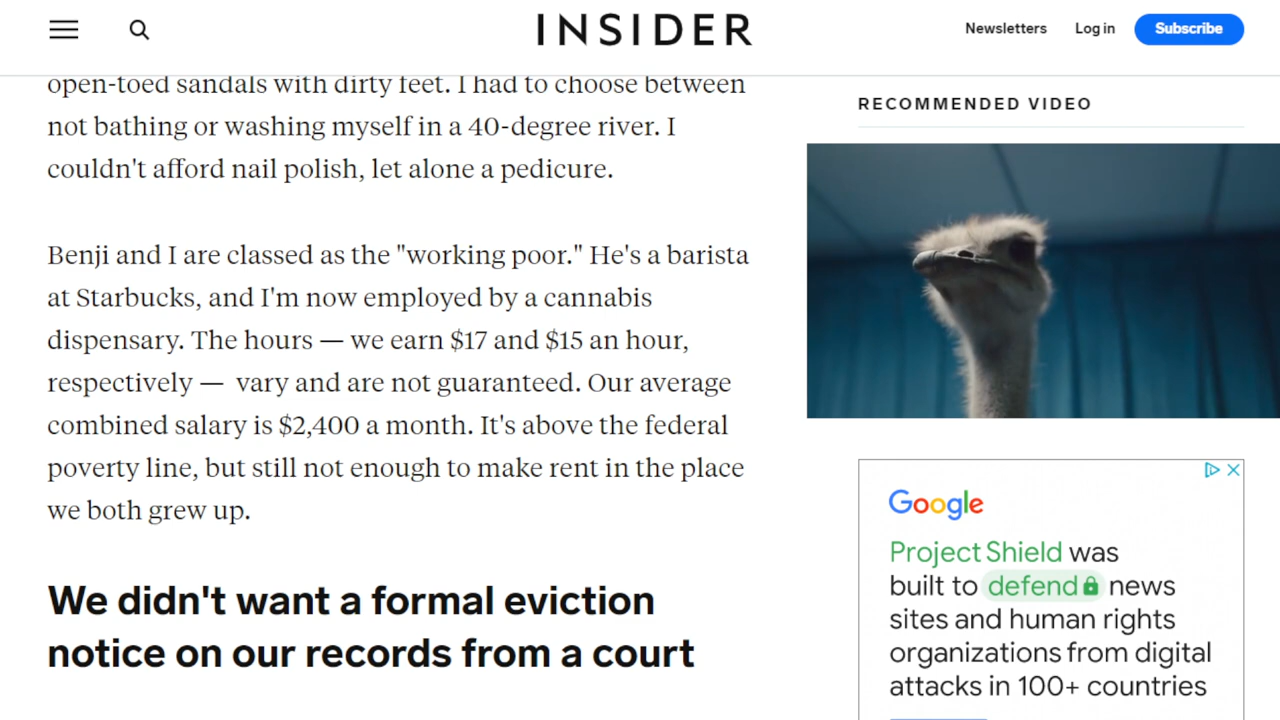 INSIDER
Newsletters
Log in
Subscribe
open-toed sandals with dirty feet. I had to choose between
not bathing or washing myself in a 40-degree river. I
couldn't afford nail polish, let alone a pedicure.
Benji and I are classed as the "working poor." He's a barista
at Starbucks, and I'm now employed by a cannabis
dispensary. The hours — we earn $17 and $15 an hour,
respectively —  vary and are not guaranteed. Our average
combined salary is $2,400 a month. It's above the federal
poverty line, but still not enough to make rent in the place
we both grew up.
We didn't want a formal eviction
notice on our records from a court
RECOMMENDED VIDEO
Google
Project Shield was
built to defend news
sites and human rights
organizations from digital
attacks in 100+ countries